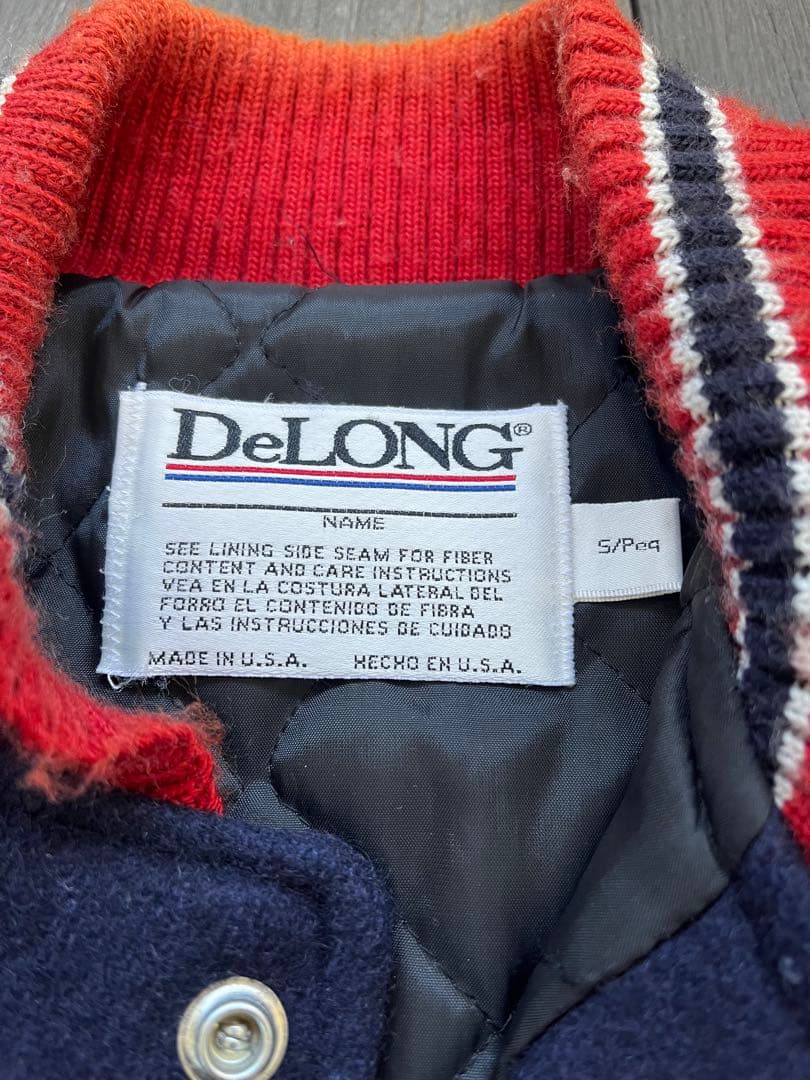 DeLONG®
NAME
SEE LINING SIDE SEAM FOR FIBER
CONTENT AND CARE INSTRUCTIONS
VEA EN LA COSTURA LATERAL DEL
FORRO EL CONTENIDO DE FIBRA
Y LAS INSTRUCCIONES DE CUIDADO
MADE IN U.S.A. HECHO EN U.S.A.
S/Peq